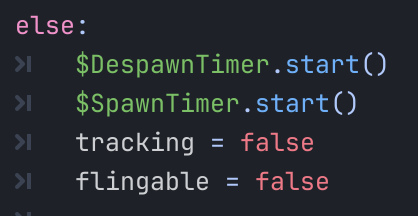 else:
$DespawnTimer.start()
$SpawnTimer.start()
tracking = false
flingable = false